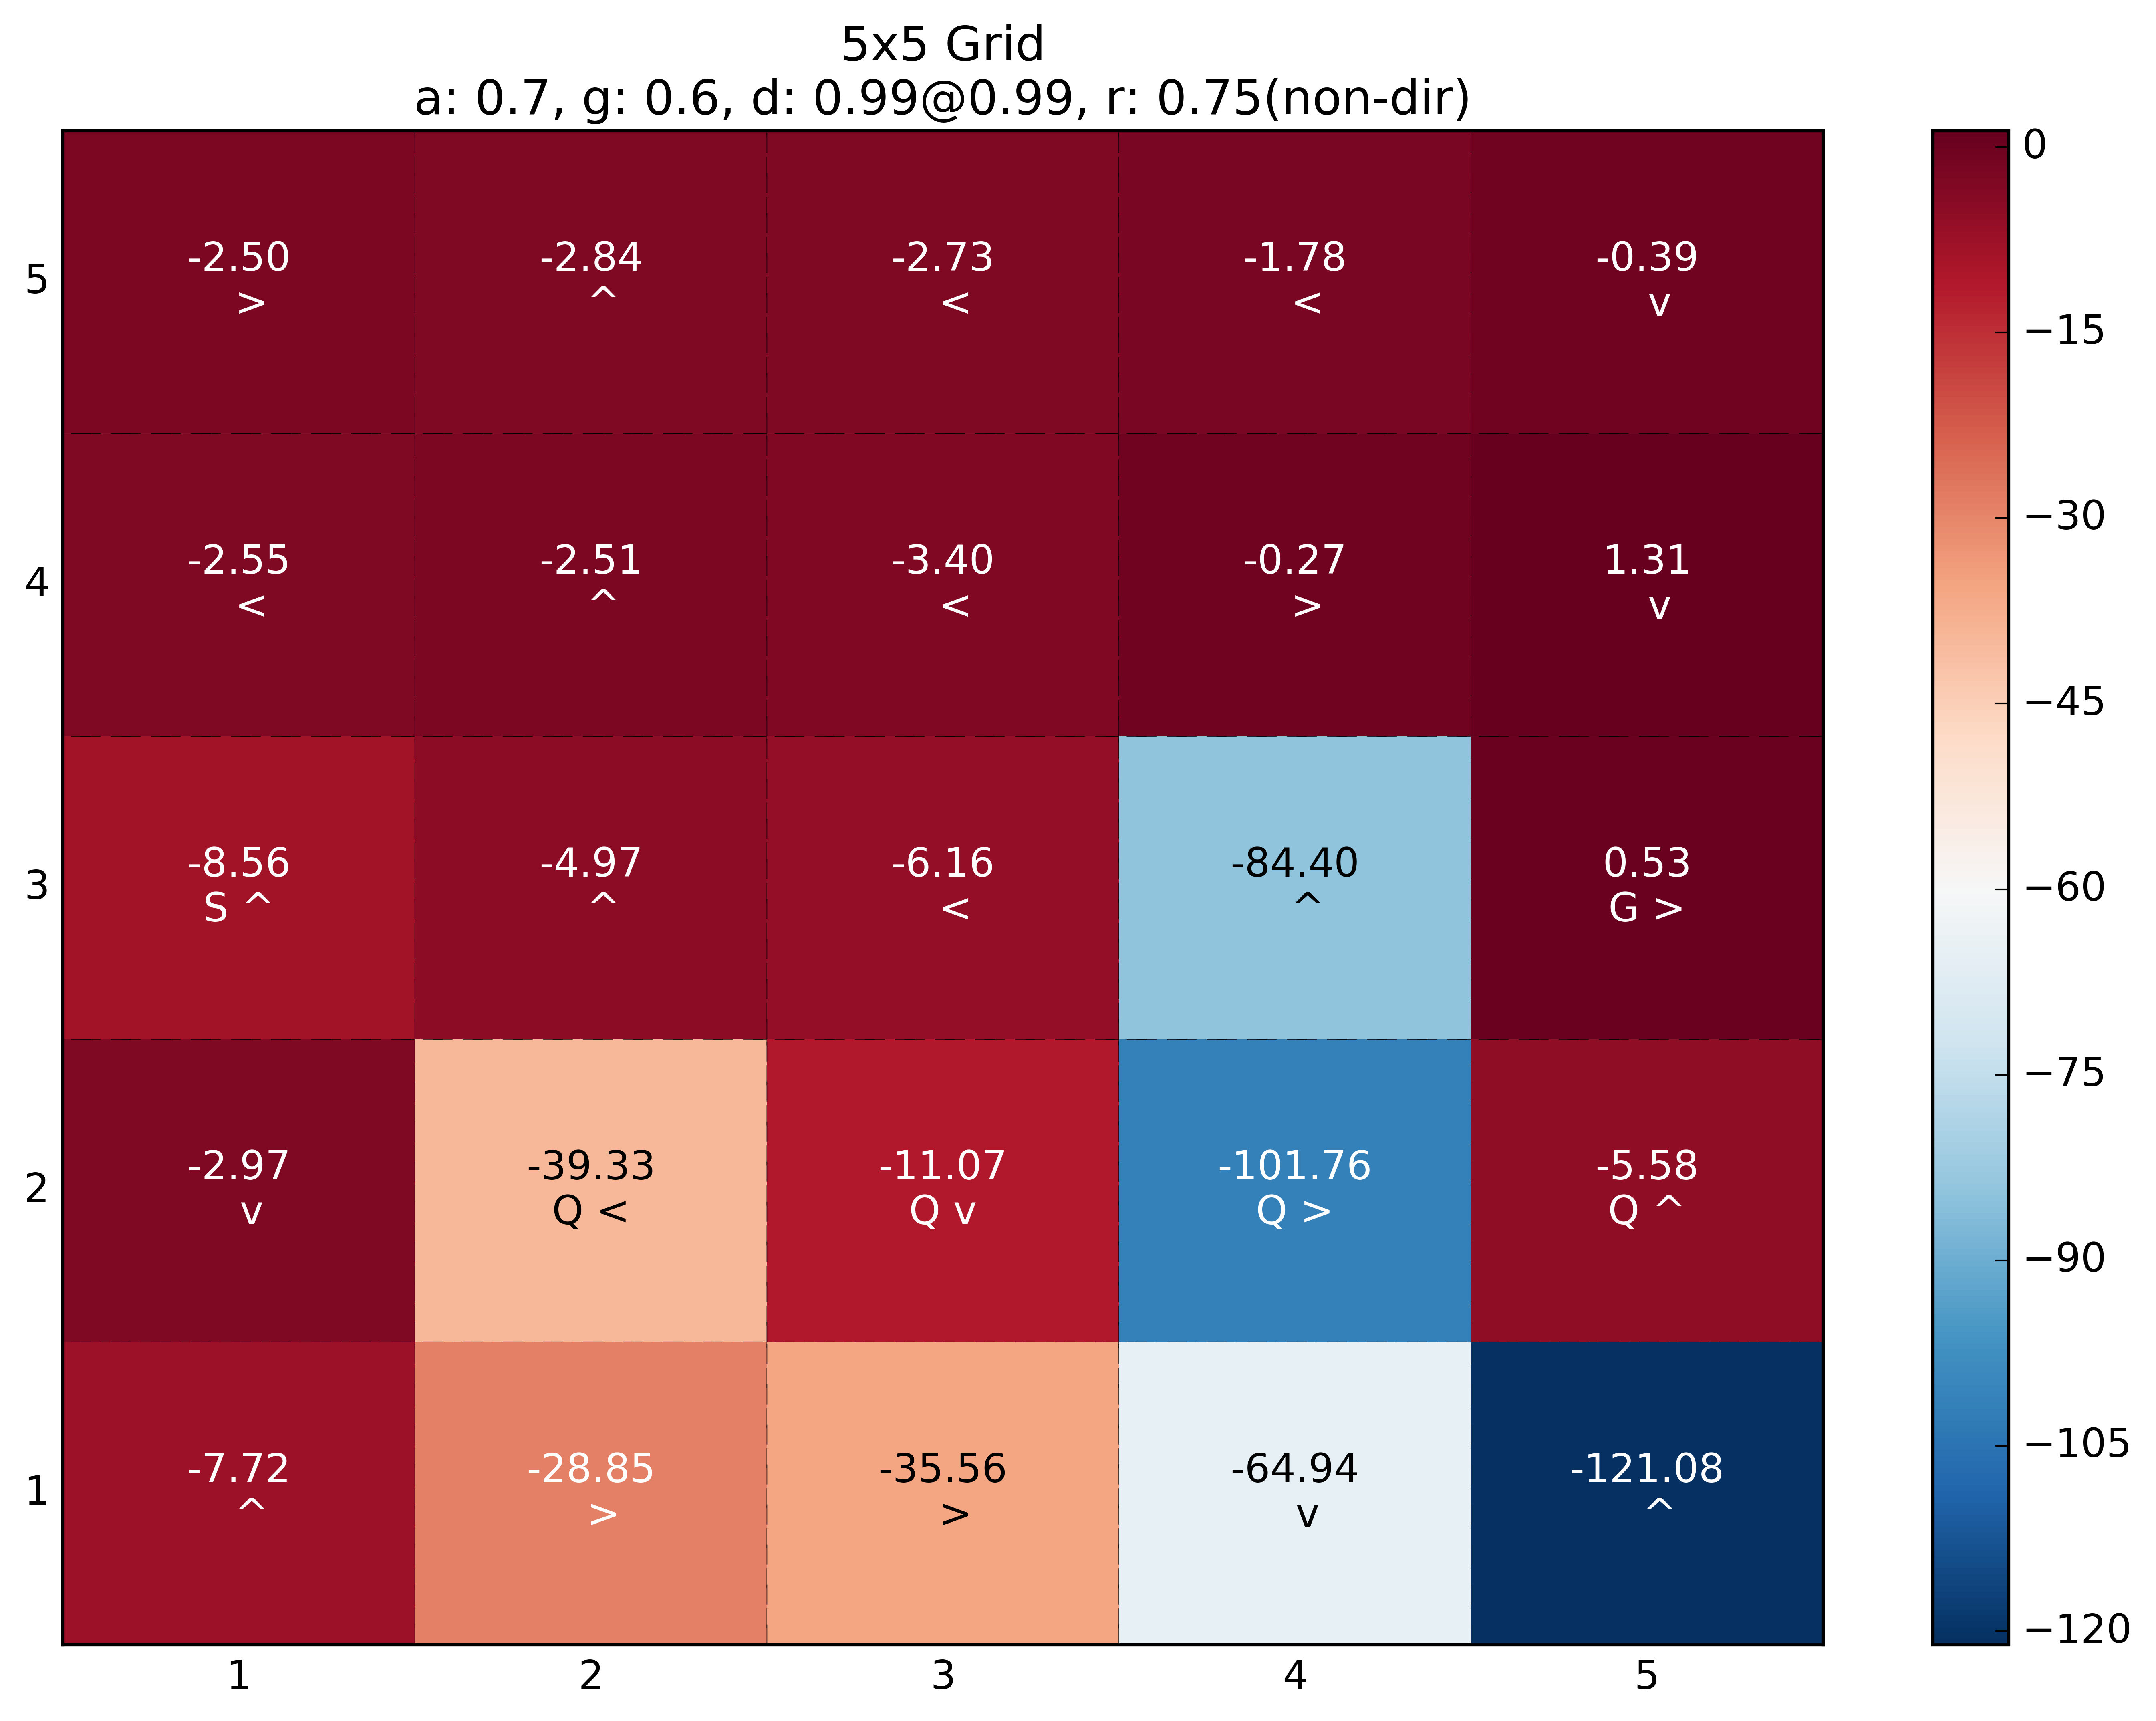 5x5 Grid
a: 0.7, g: 0.6, d: 0.99@0.99, r: 0.75(non-dir)
5
-2.50 -2.84 -2.73 -1.78 -0.39
> ^ < < v
4
-2.55 -2.51 -3.40 -0.27 1.31
< ^ < > v
3
-8.56 -4.97 -6.16 -84.40 0.53
S ^ ^ < ^ G >
2
-2.97 -39.33 -11.07 -101.76 -5.58
v Q < Q v Q > Q ^
1
-7.72 -28.85 -35.56 -64.94 -121.08
^ > > v ^
1 2 3 4 5
0
−15
−30
−45
−60
−75
−90
−105
−120